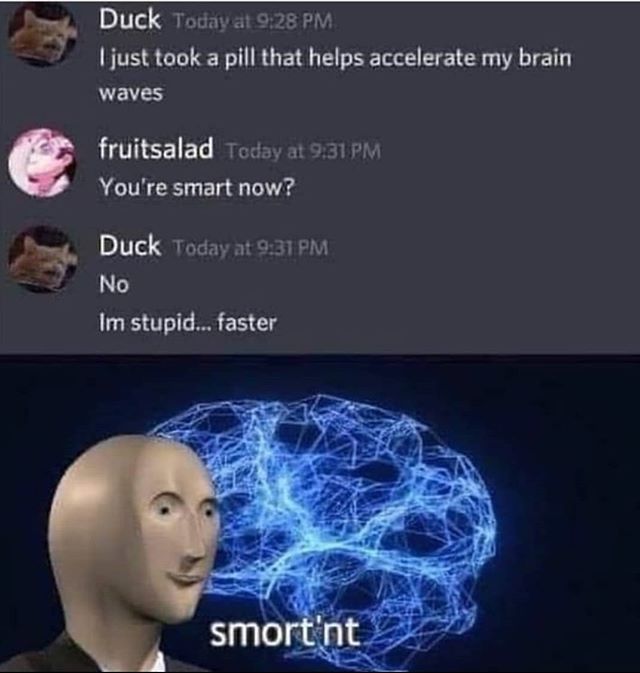 Duck Today at 9:28 PM
I just took a pill that helps accelerate my brain
waves
fruitsalad Today at 9:31 PM
You're smart now?
Duck Today at 9:31 PM
No
Im stupid... faster
smort'nt